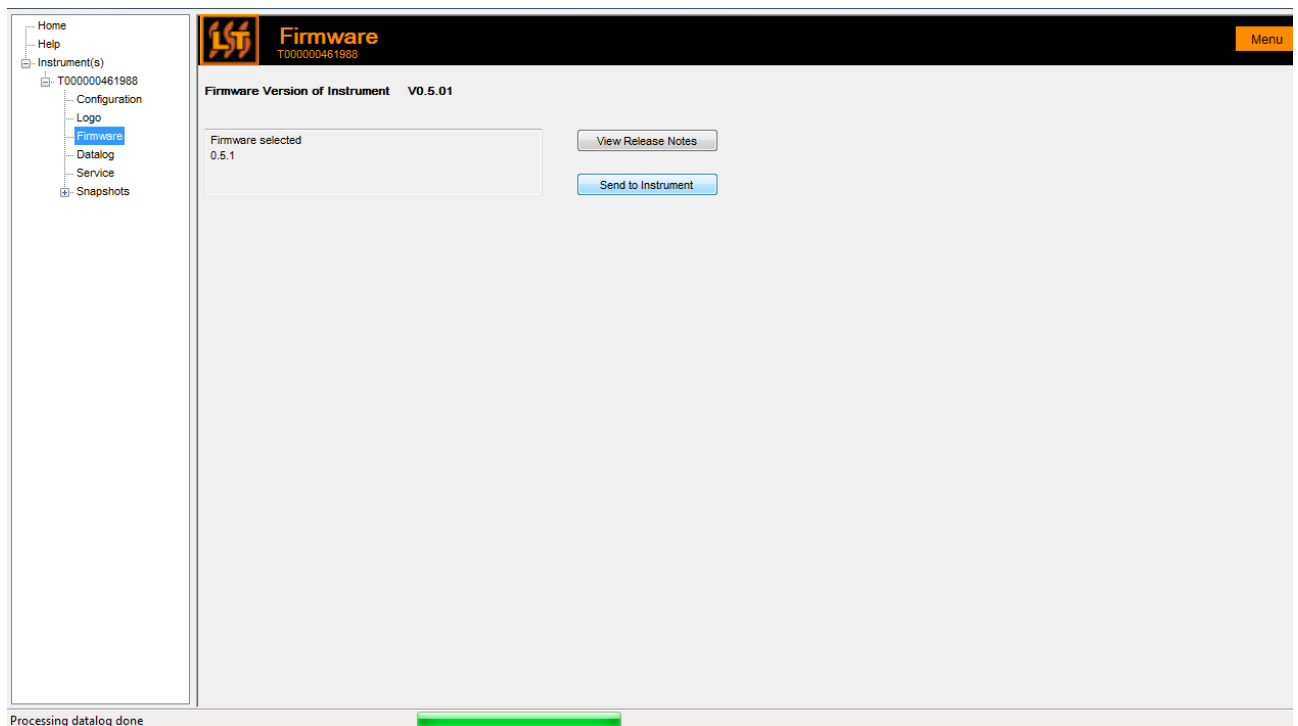 Home
Help
Instrument(s)
T000000461988
Configuration
Logo
Firmware
Datalog
Service
Snapshots
LST
Firmware
T000000461988
Menu
Firmware Version of Instrument V0.5.01
Firmware selected
0.5.1
View Release Notes
Send to Instrument
Processing datalog done